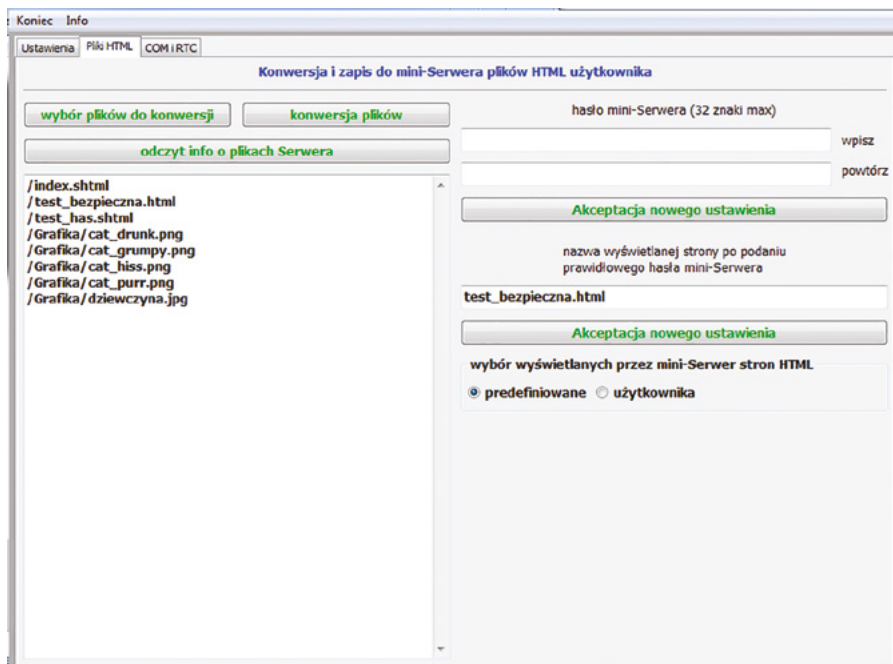 Koniec Info
Ustawienia Pliki HTML COM i RTC
Konwersja i zapis do mini-Serwera plików HTML użytkownika
wybór plików do konwersji konwersja plików
odczyt info o plikach Serwera
/index.shtml
/test_bezpieczna.html
/test_has.shtml
/Grafika/cat_drunk.png
/Grafika/cat_grumpy.png
/Grafika/cat_hiss.png
/Grafika/cat_purr.png
/Grafika/dziewczyna.jpg
hasło mini-Serwera (32 znaki max)
wpisz
powtórz
Akceptacja nowego ustawienia
nazwa wyświetlanej strony po podaniu
prawidłowego hasła mini-Serwera
test_bezpieczna.html
Akceptacja nowego ustawienia
wybór wyświetlanych przez mini-Serwer stron HTML
predefiniowane użytkownika